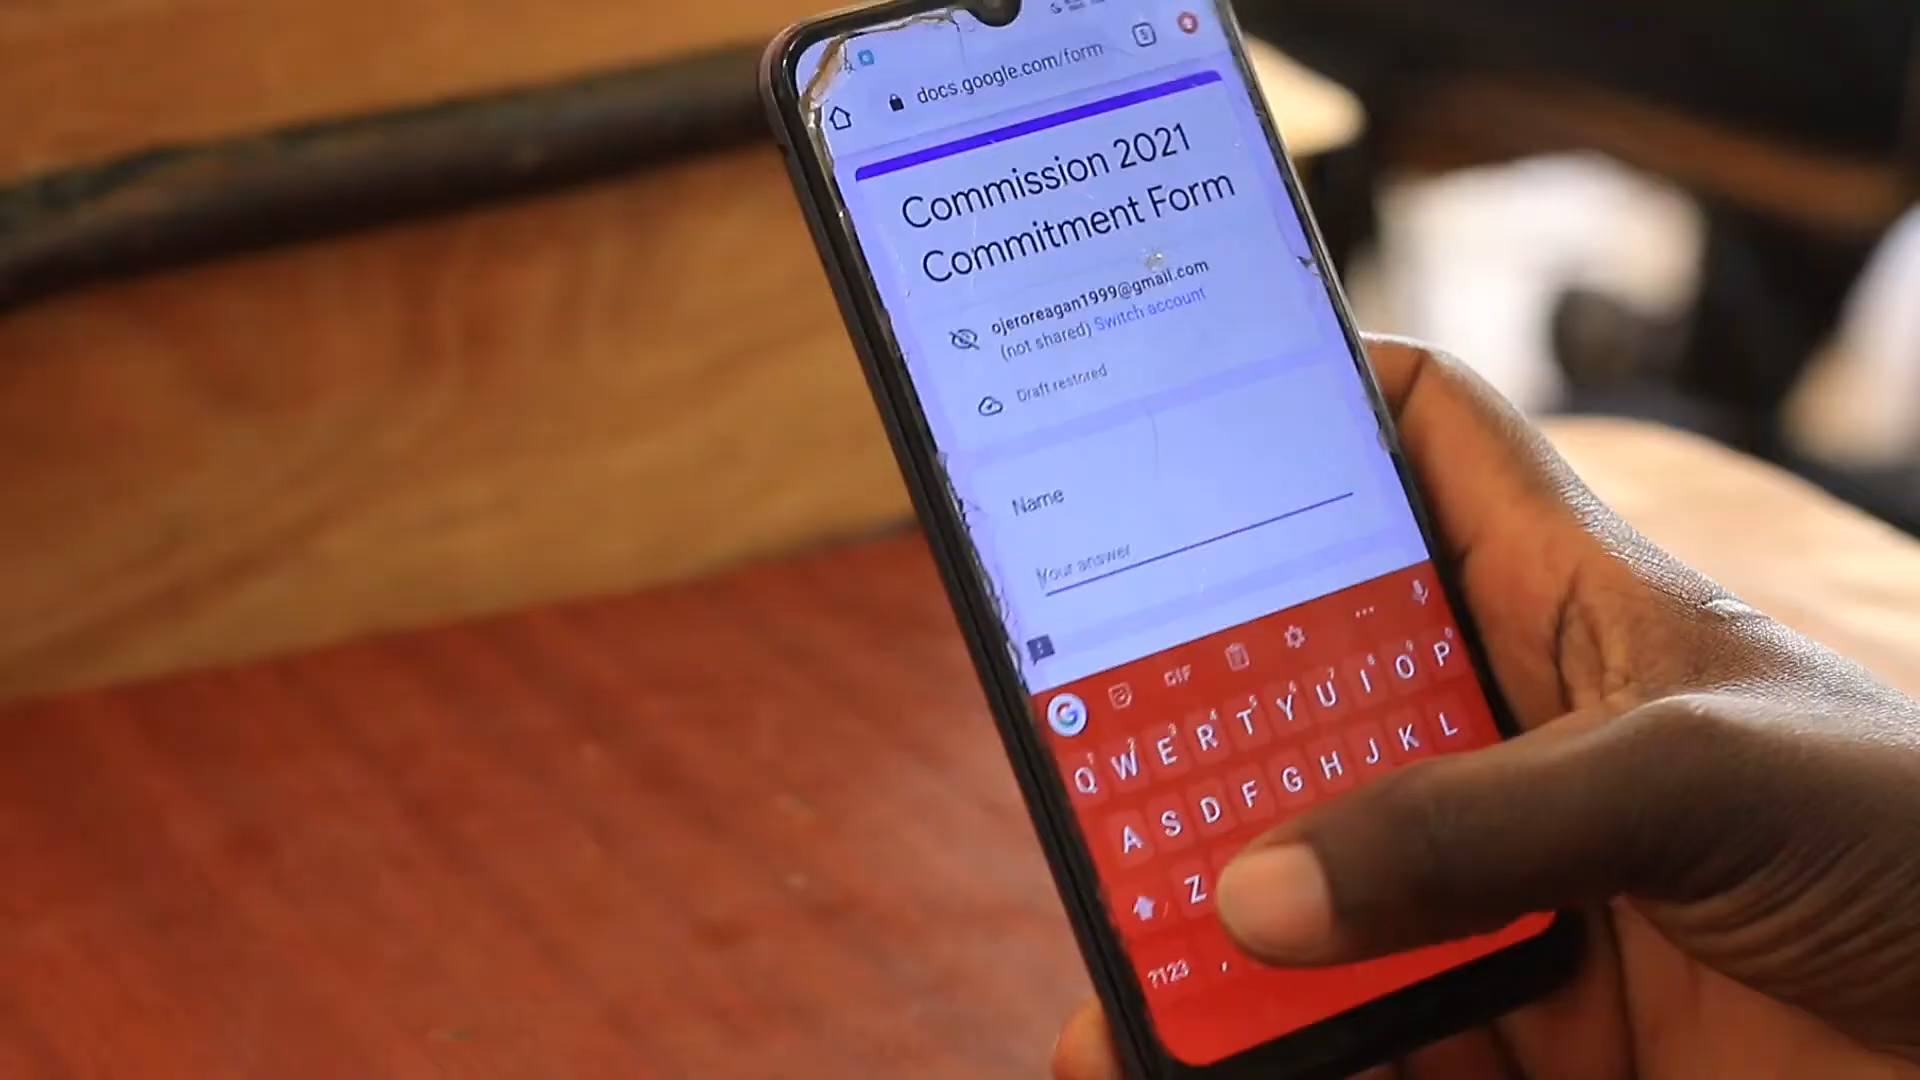 5
docs.google.com/form
Commission 2021
Commitment Form
ojeroreagan1999@gmail.com
(not shared) Switch account
Draft restored
Name
Your answer
GIF
G
Q W E R T Y U I O P
A S D F G H J K L
Z
?123 ,